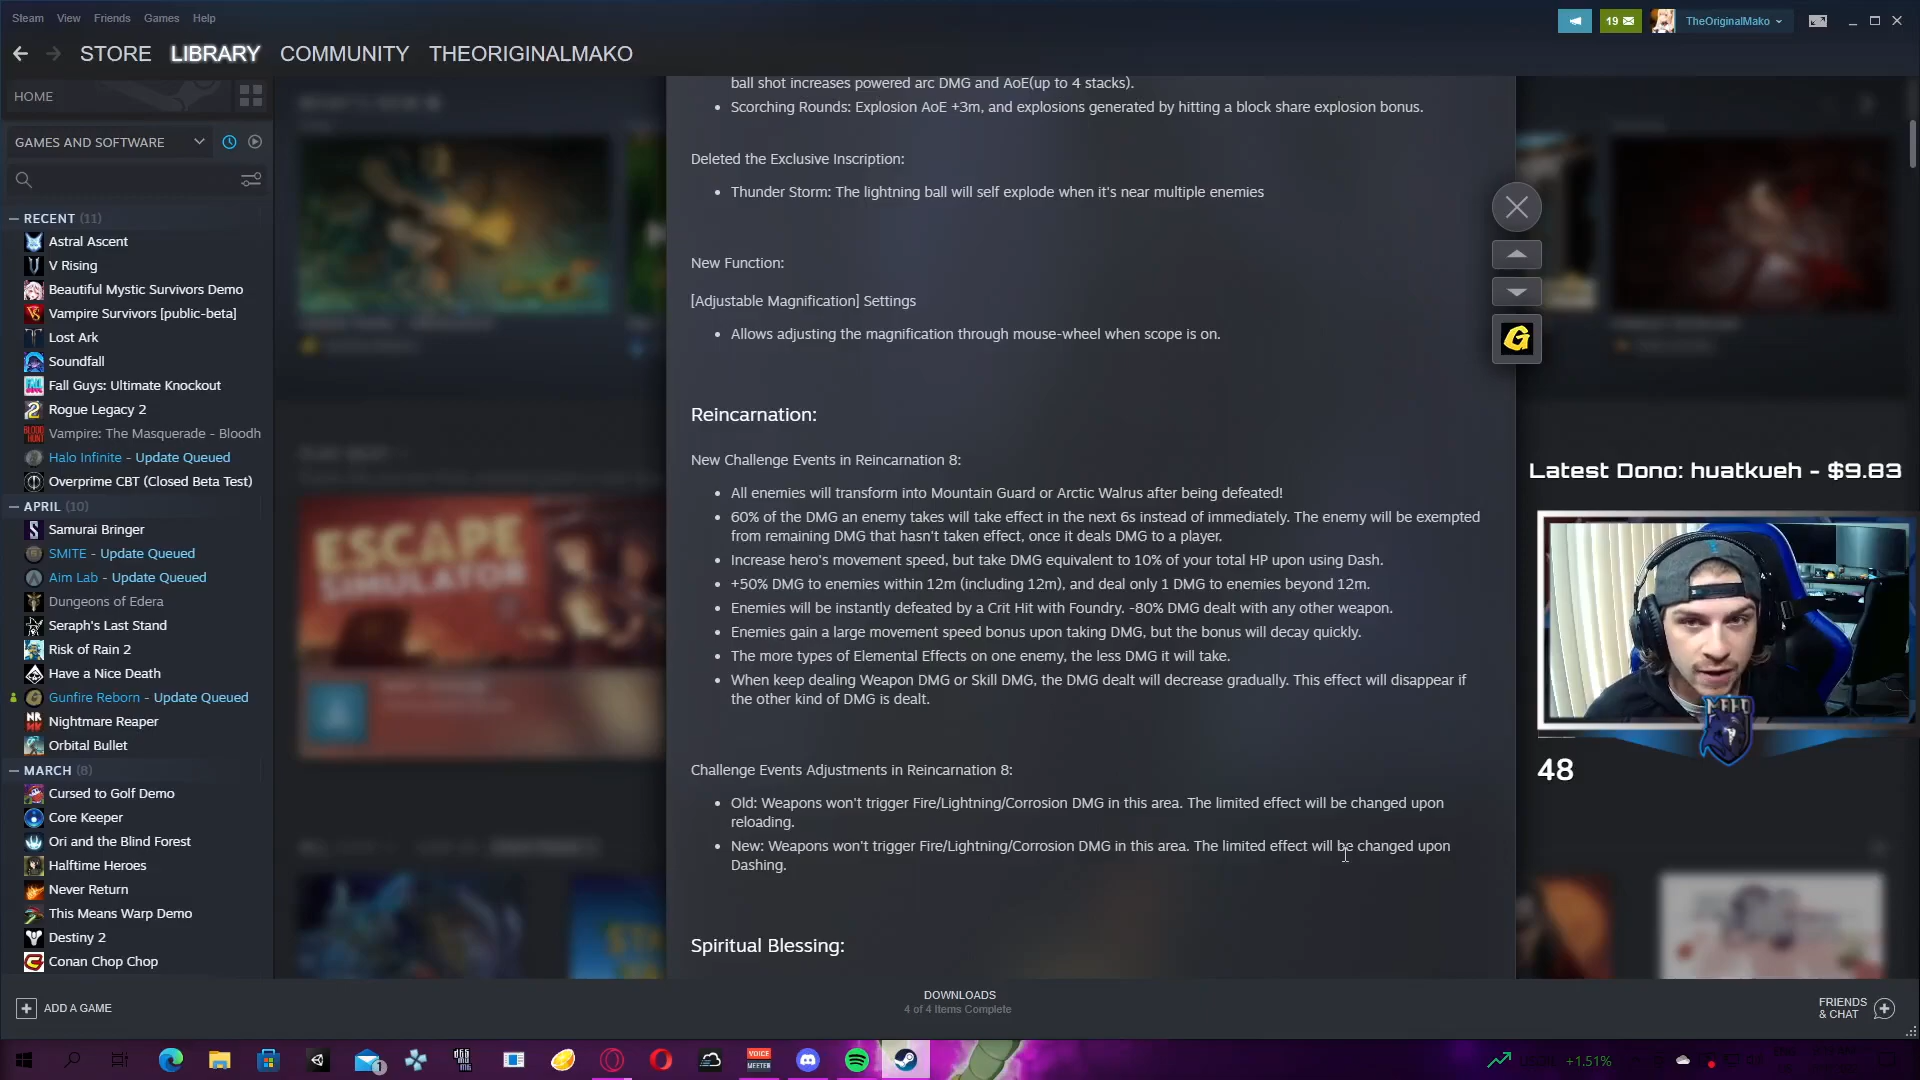 Steam View Friends Games Help
19
TheOriginalMako
STORE LIBRARY COMMUNITY THEORIGINALMAKO
HOME
GAMES AND SOFTWARE
RECENT (11)
Astral Ascent
V Rising
Beautiful Mystic Survivors Demo
Vampire Survivors [public-beta]
Lost Ark
Soundfall
Fall Guys: Ultimate Knockout
Rogue Legacy 2
Vampire: The Masquerade - Bloodh
Halo Infinite - Update Queued
Overprime CBT (Closed Beta Test)
APRIL (10)
Samurai Bringer
SMITE - Update Queued
Aim Lab - Update Queued
Dungeons of Edera
Seraph's Last Stand
Risk of Rain 2
Have a Nice Death
Gunfire Reborn - Update Queued
Nightmare Reaper
Orbital Bullet
MARCH (8)
Cursed to Golf Demo
Core Keeper
Ori and the Blind Forest
Halftime Heroes
Never Return
This Means Warp Demo
Destiny 2
Conan Chop Chop
ball shot increases powered arc DMG and AoE(up to 4 stacks).
Scorching Rounds: Explosion AoE +3m, and explosions generated by hitting a block share explosion bonus.
Deleted the Exclusive Inscription:
Thunder Storm: The lightning ball will self explode when it's near multiple enemies
New Function:
[Adjustable Magnification] Settings
Allows adjusting the magnification through mouse-wheel when scope is on.
Reincarnation:
New Challenge Events in Reincarnation 8:
All enemies will transform into Mountain Guard or Arctic Walrus after being defeated!
60% of the DMG an enemy takes will take effect in the next 6s instead of immediately. The enemy will be exempted
from remaining DMG that hasn't taken effect, once it deals DMG to a player.
Increase hero's movement speed, but take DMG equivalent to 10% of your total HP upon using Dash.
+50% DMG to enemies within 12m (including 12m), and deal only 1 DMG to enemies beyond 12m.
Enemies will be instantly defeated by a Crit Hit with Foundry. -80% DMG dealt with any other weapon.
Enemies gain a large movement speed bonus upon taking DMG, but the bonus will decay quickly.
The more types of Elemental Effects on one enemy, the less DMG it will take.
When keep dealing Weapon DMG or Skill DMG, the DMG dealt will decrease gradually. This effect will disappear if
the other kind of DMG is dealt.
Challenge Events Adjustments in Reincarnation 8:
Old: Weapons won't trigger Fire/Lightning/Corrosion DMG in this area. The limited effect will be changed upon
reloading.
New: Weapons won't trigger Fire/Lightning/Corrosion DMG in this area. The limited effect will be changed upon
Dashing.
Spiritual Blessing:
ESCAPE
SIMULATOR
G
Latest Dono: huatkueh - $9.83
MAKO
48
ADD A GAME
DOWNLOADS
4 of 4 Items Complete
FRIENDS
& CHAT
1
VOICE
MEETER
+1.51%